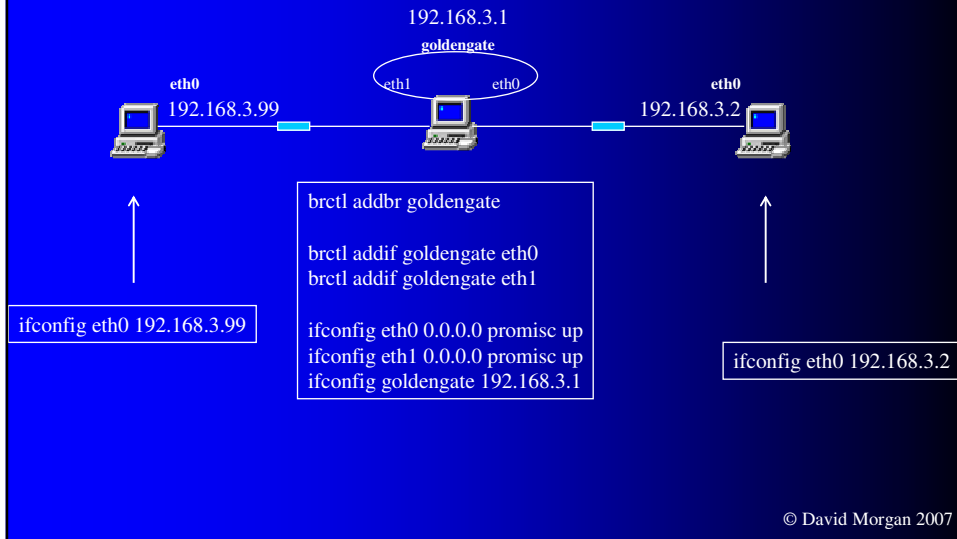 192.168.3.1
goldengate
eth1
eth0
eth0
192.168.3.99
eth0
192.168.3.2
brctl addbr goldengate
brctl addif goldengate eth0
brctl addif goldengate eth1
ifconfig eth0 0.0.0.0 promisc up
ifconfig eth1 0.0.0.0 promisc up
ifconfig goldengate 192.168.3.1
ifconfig eth0 192.168.3.99
ifconfig eth0 192.168.3.2
© David Morgan 2007